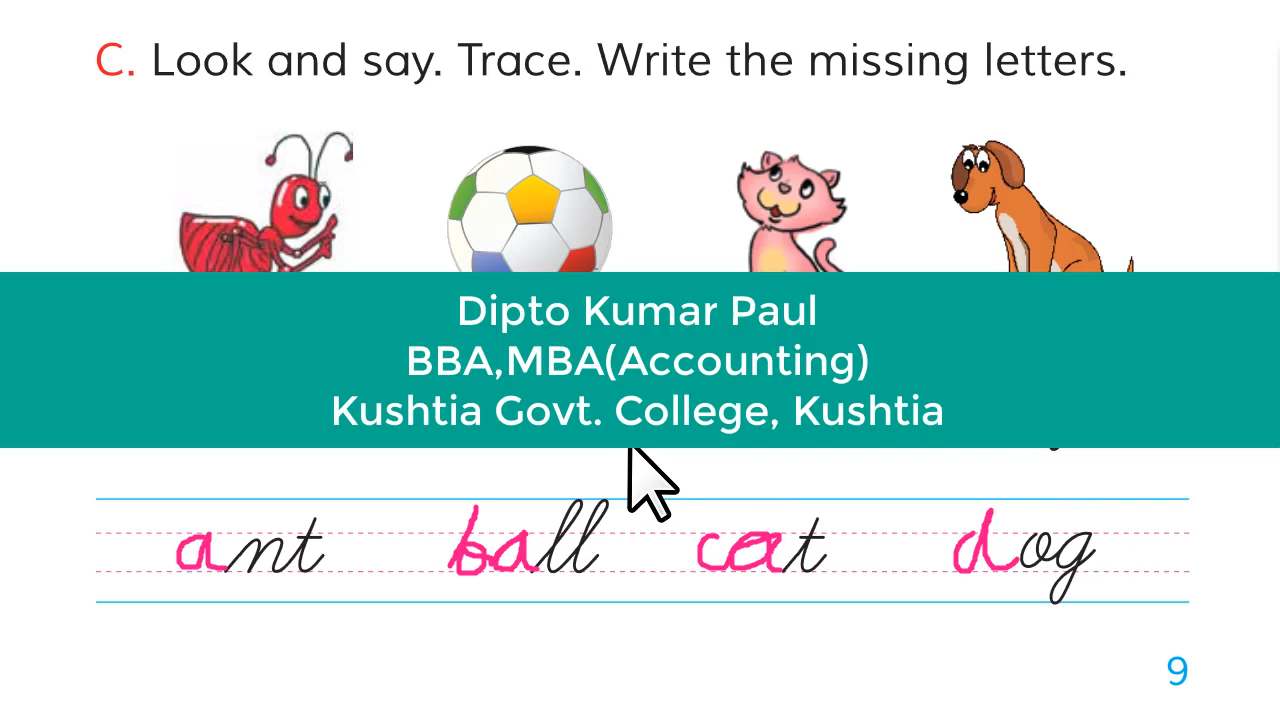 C. Look and say. Trace. Write the missing letters.
Dipto Kumar Paul
BBA,MBA(Accounting)
Kushtia Govt. College, Kushtia
ant ball cat dog
9